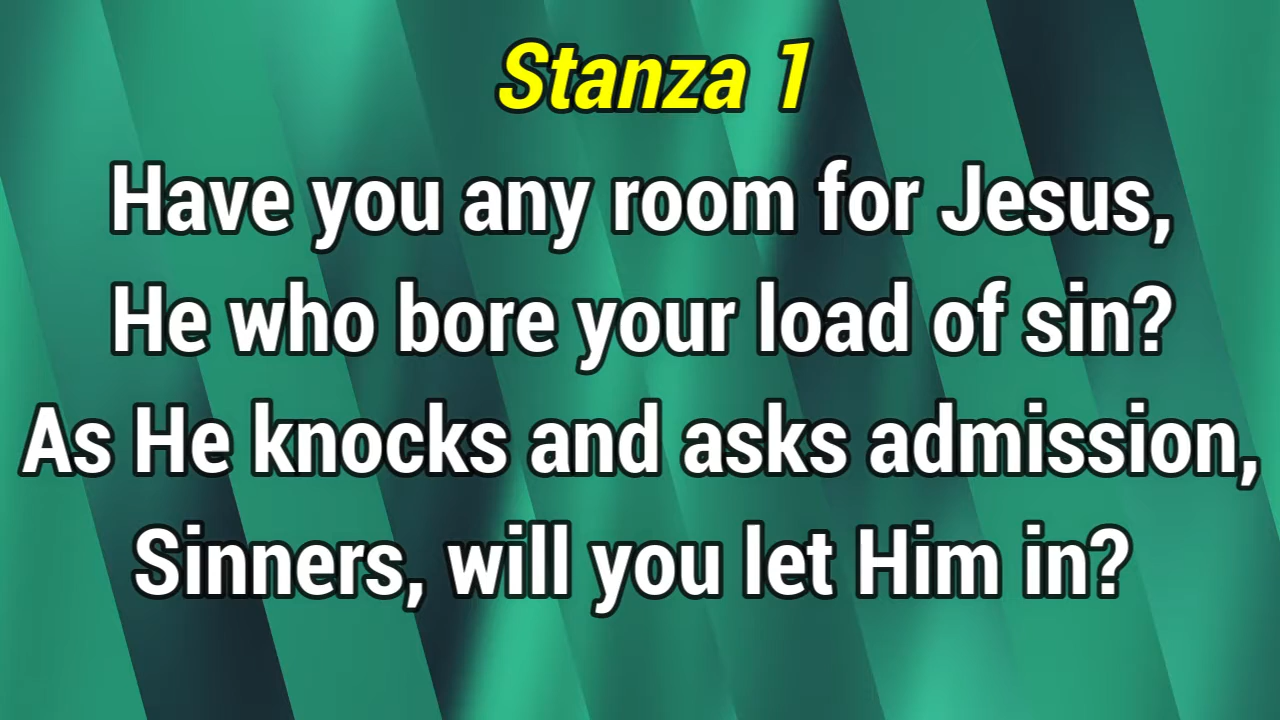 Stanza 1
Have you any room for Jesus,
He who bore your load of sin?
As He knocks and asks admission,
Sinners, will you let Him in?